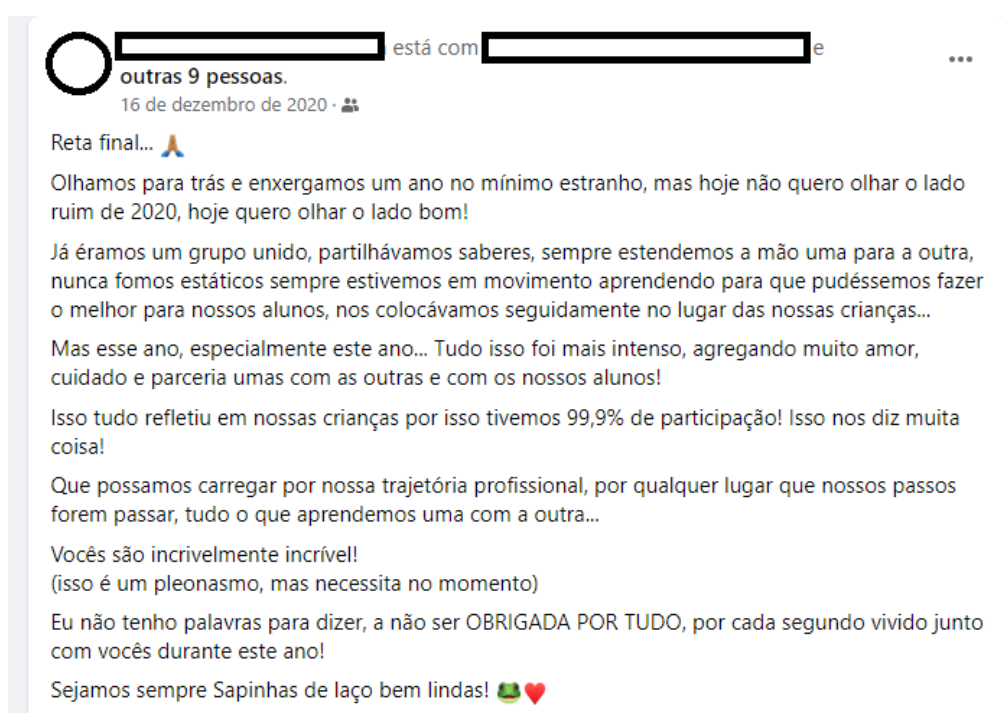 está com e
outras 9 pessoas.
16 de dezembro de 2020 ·
Reta final... 🙏🏽
Olhamos para trás e enxergamos um ano no mínimo estranho, mas hoje não quero olhar o lado
ruim de 2020, hoje quero olhar o lado bom!
Já éramos um grupo unido, partilhávamos saberes, sempre estendemos a mão uma para a outra,
nunca fomos estáticos sempre estivemos em movimento aprendendo para que pudéssemos fazer
o melhor para nossos alunos, nos colocávamos seguidamente no lugar das nossas crianças...
Mas esse ano, especialmente este ano... Tudo isso foi mais intenso, agregando muito amor,
cuidado e parceria umas com as outras e com os nossos alunos!
Isso tudo refletiu em nossas crianças por isso tivemos 99,9% de participação! Isso nos diz muita
coisa!
Que possamos carregar por nossa trajetória profissional, por qualquer lugar que nossos passos
forem passar, tudo o que aprendemos uma com a outra...
Vocês são incrivelmente incrível!
(isso é um pleonasmo, mas necessita no momento)
Eu não tenho palavras para dizer, a não ser OBRIGADA POR TUDO, por cada segundo vivido junto
com vocês durante este ano!
Sejamos sempre Sapinhas de laço bem lindas! 🐸♥️